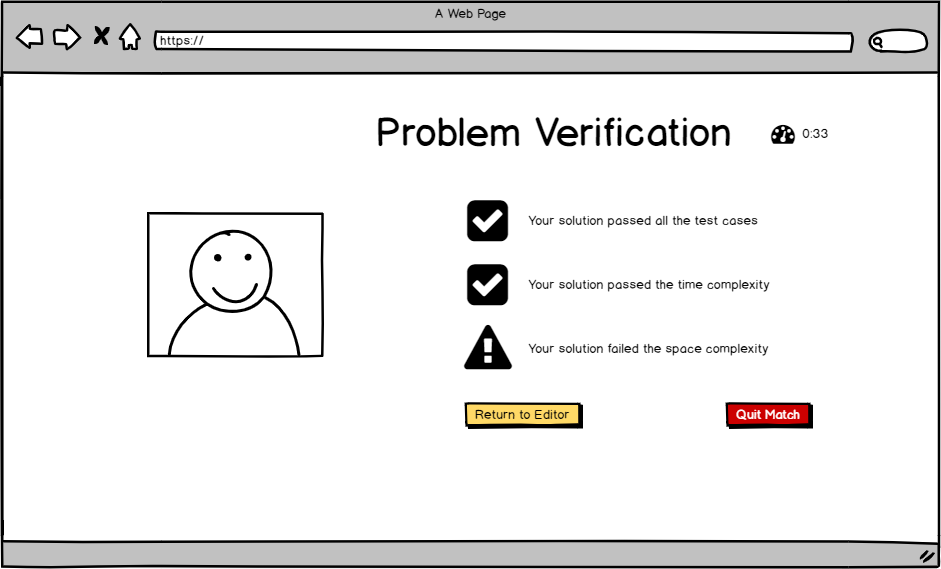 A Web Page
https://
Problem Verification
0:33
Your solution passed all the test cases
Your solution passed the time complexity
Your solution failed the space complexity
Return to Editor
Quit Match